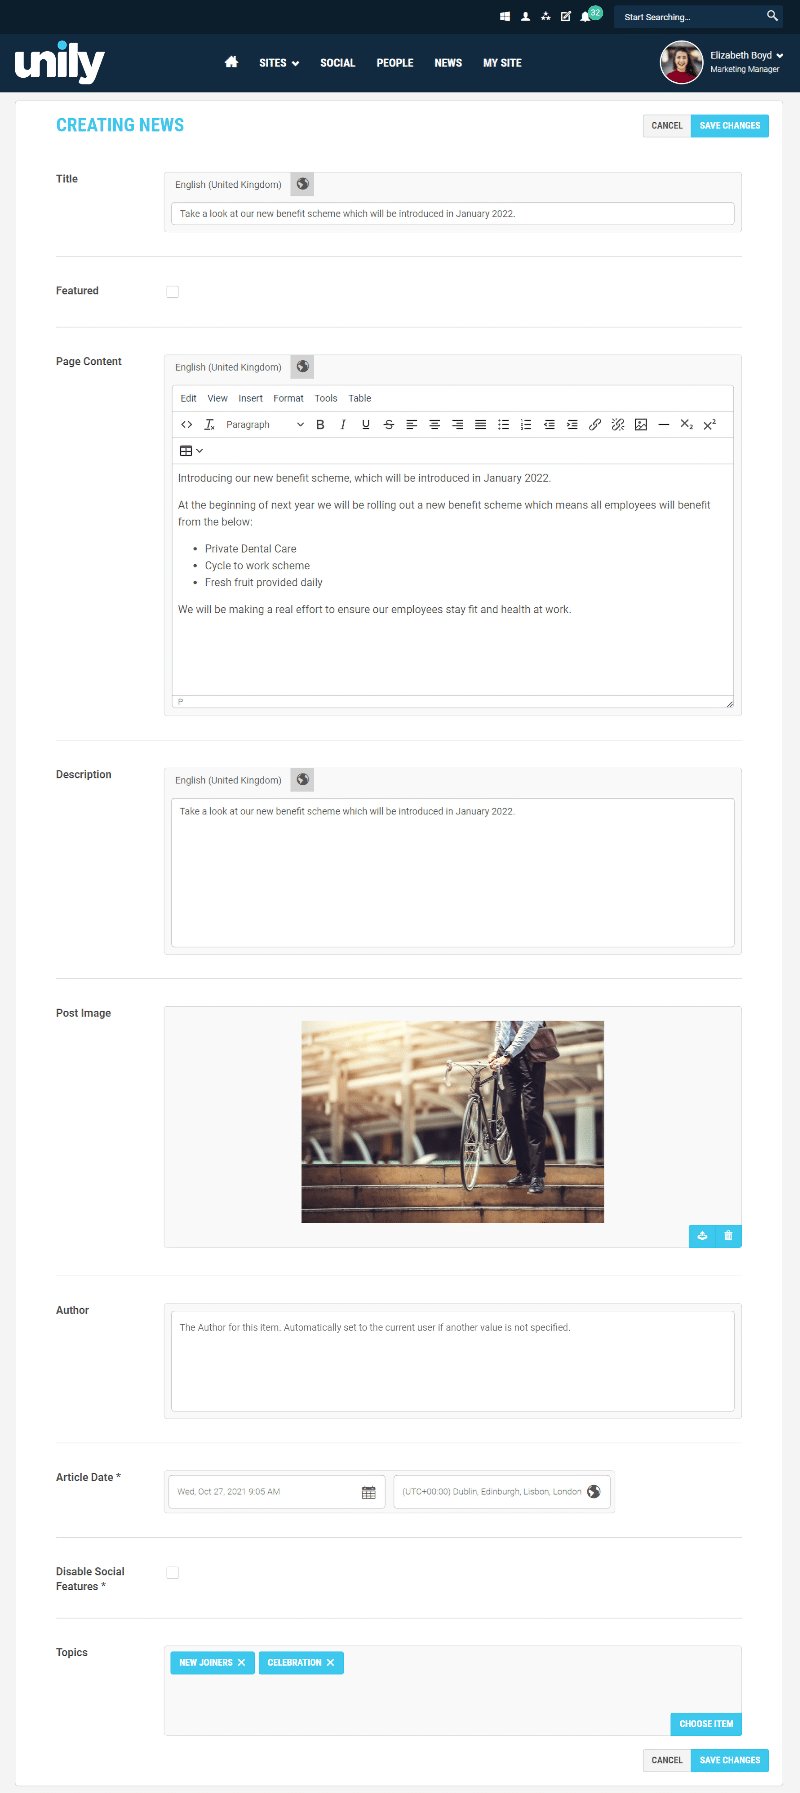 32
Start Searching...
unily
SITES
SOCIAL
PEOPLE
NEWS
MY SITE
Elizabeth Boyd
Marketing Manager
CREATING NEWS
CANCEL
SAVE CHANGES
Title
English (United Kingdom)
Take a look at our new benefit scheme which will be introduced in January 2022.
Featured
Page Content
English (United Kingdom)
Edit View Insert Format Tools Table
Paragraph
Introducing our new benefit scheme, which will be introduced in January 2022.
At the beginning of next year we will be rolling out a new benefit scheme which means all employees will benefit
from the below:
• Private Dental Care
• Cycle to work scheme
• Fresh fruit provided daily
We will be making a real effort to ensure our employees stay fit and health at work.
P
Description
English (United Kingdom)
Take a look at our new benefit scheme which will be introduced in January 2022.
Post Image
Author
The Author for this item. Automatically set to the current user if another value is not specified.
Article Date *
Wed, Oct 27, 2021 9:05 AM
(UTC+00:00) Dublin, Edinburgh, Lisbon, London
Disable Social
Features *
Topics
NEW JOINERS ✕
CELEBRATION ✕
CHOOSE ITEM
CANCEL
SAVE CHANGES